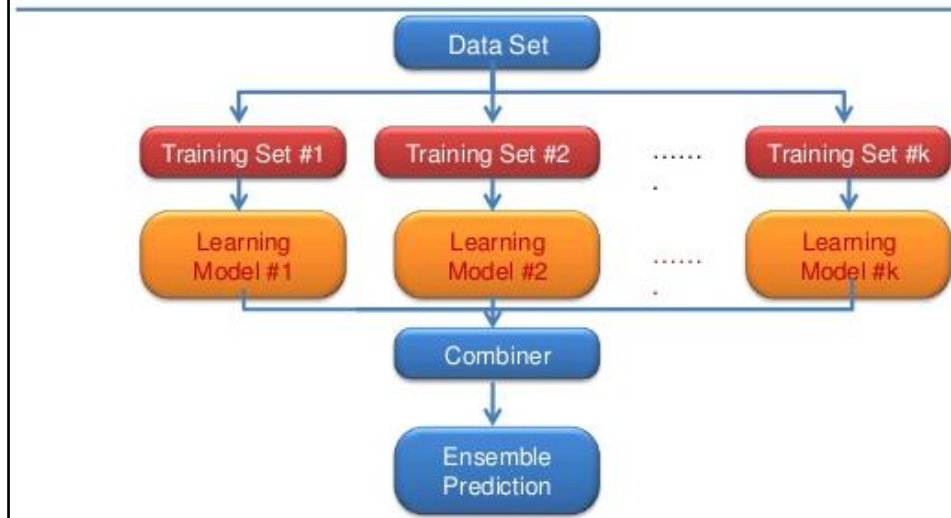 Data Set
Training Set #1
Training Set #2
......
.
Training Set #k
Learning
Model #1
Learning
Model #2
......
.
Learning
Model #k
Combiner
Ensemble
Prediction